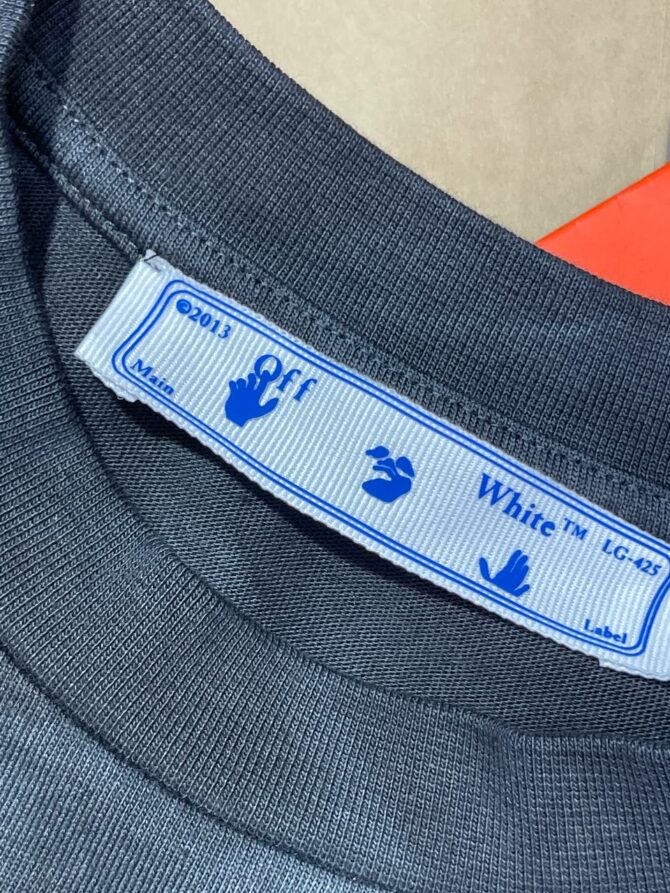 ©2013
Off
Main
White™
LG-425
Label